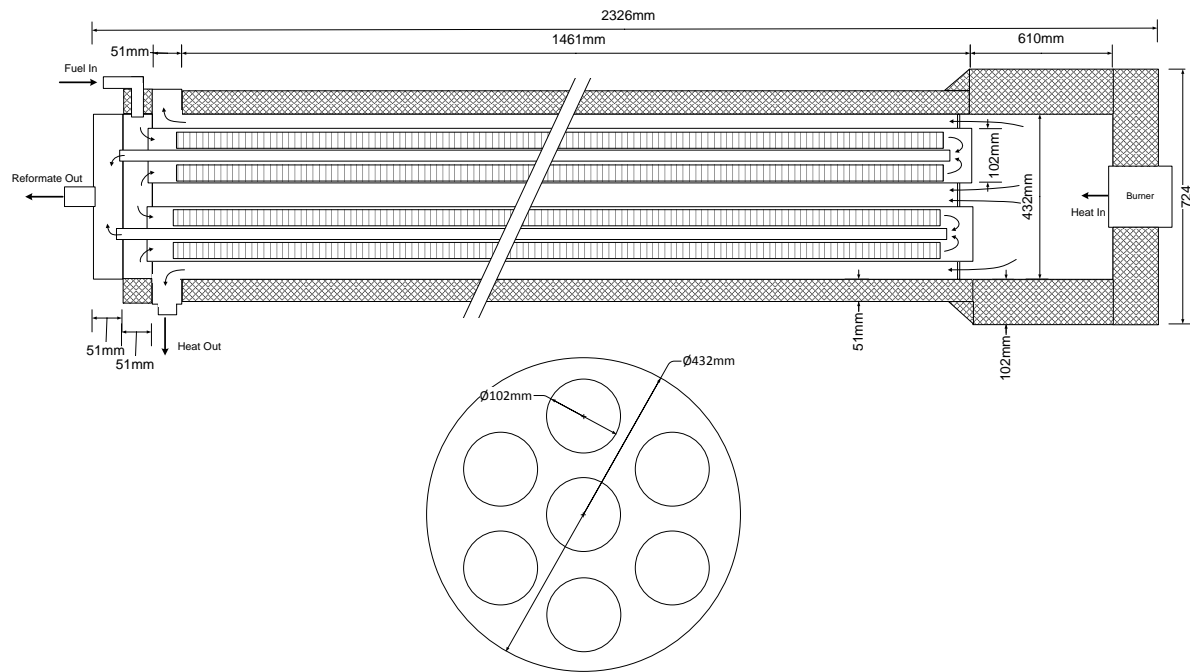 2326mm
51mm
1461mm
610mm
Fuel In
Reformate Out
102mm
432mm
Heat In
Burner
724
51mm
51mm
Heat Out
51mm
102mm
Ø432mm
Ø102mm